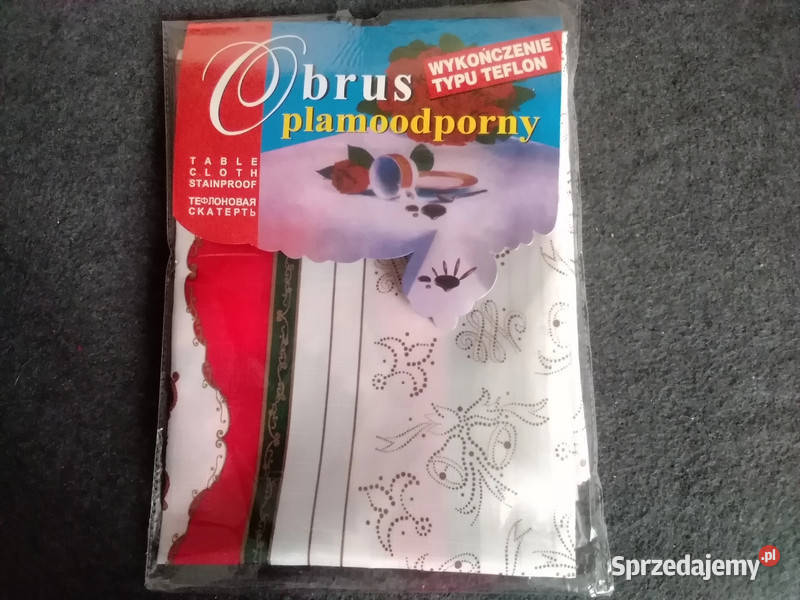 Obrus
plamoodporny
WYKOŃCZENIE
TYPU TEFLON
TABLE
CLOTH
STAINPROOF
ТЕФЛОНОВАЯ
СКАТЕРТЬ
Sprzedajemy.pl